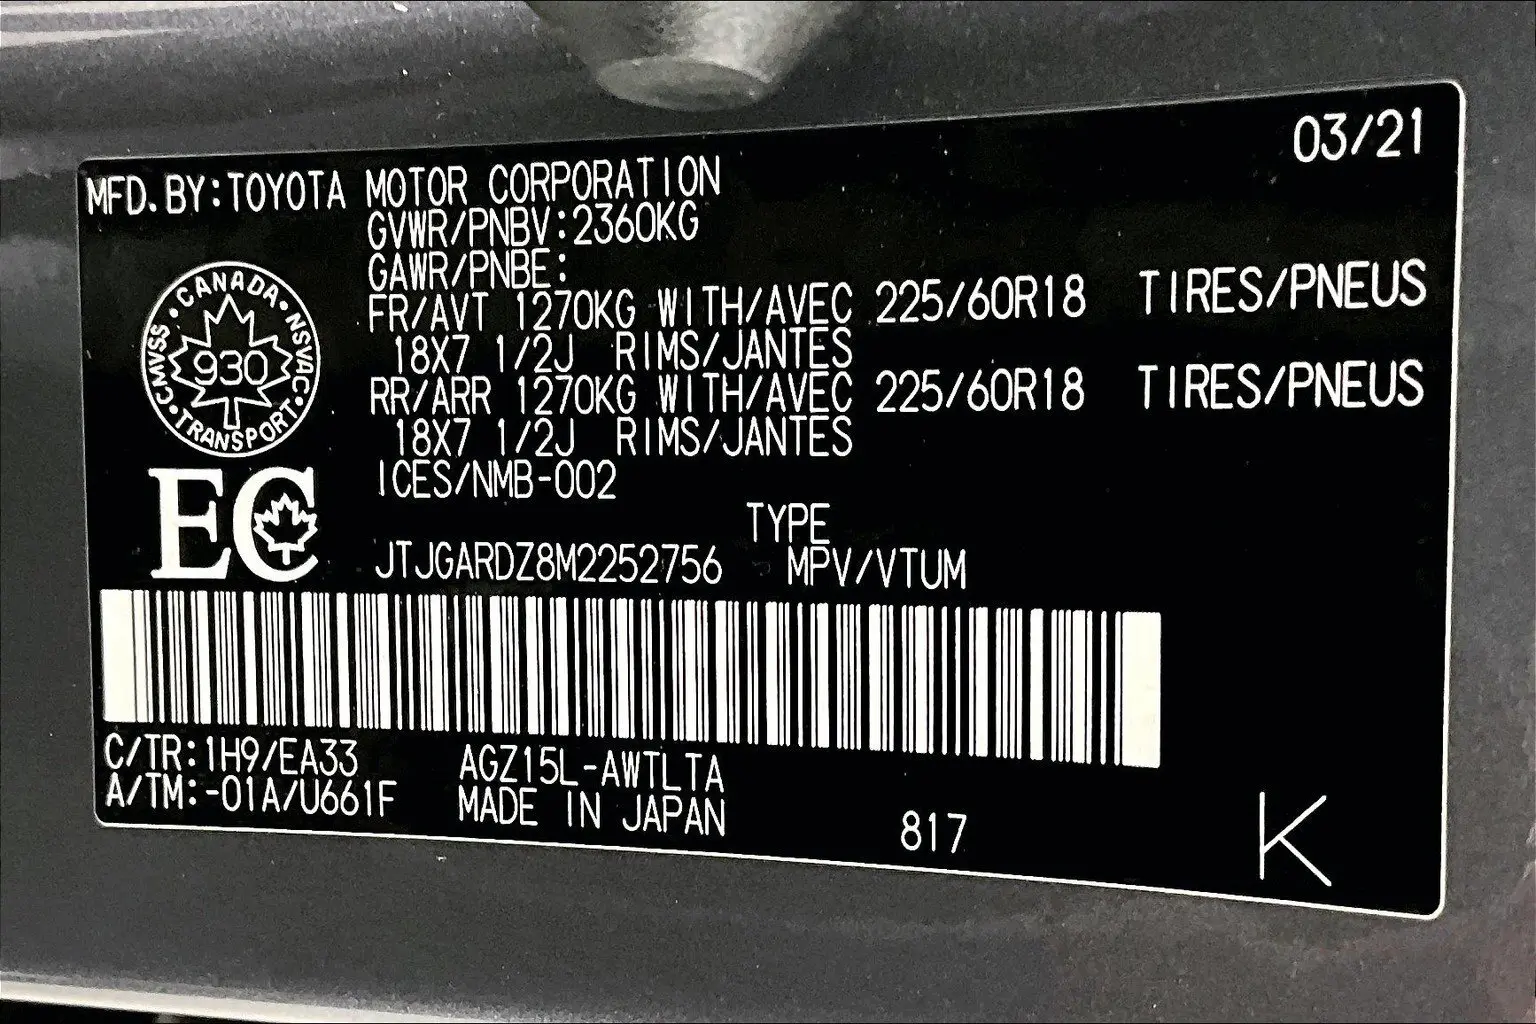 03/21
MFD.BY:TOYOTA MOTOR CORPORATION
GVWR/PNBV:2360KG
GAWR/PNBE:
FR/AVT 1270KG WITH/AVEC 225/60R18 TIRES/PNEUS
18X7 1/2J RIMS/JANTES
RR/ARR 1270KG WITH/AVEC 225/60R18 TIRES/PNEUS
18X7 1/2J RIMS/JANTES
ICES/NMB-002
CANADA
NSVAC
CMVSS
930
TRANSPORT
EC
TYPE
JTJGARDZ8M2252756 MPV/VTUM
C/TR:1H9/EA33 AGZ15L-AWTLTA
A/TM:-01A/U661F MADE IN JAPAN
817
K